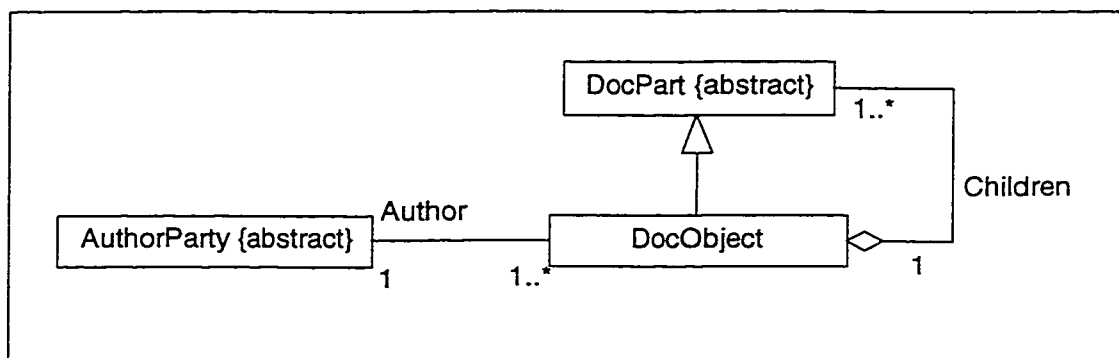 DocPart {abstract}
1..*
Children
Author
AuthorParty {abstract}
DocObject
1
1..*
1